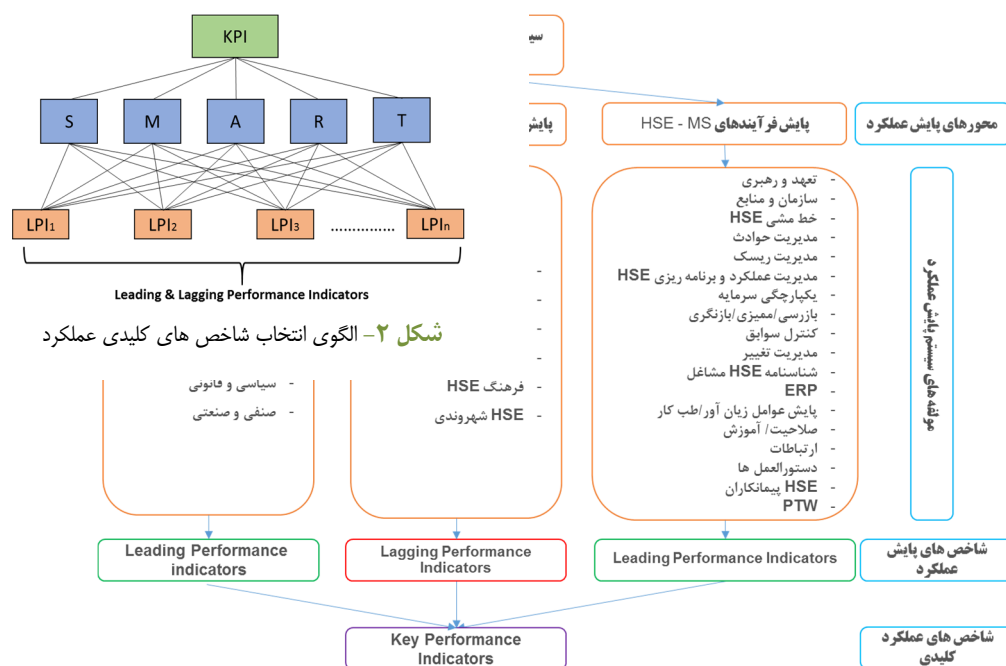 KPI
S M A R T
LPI1 LPI2 LPI3 ............... LPIn
Leading & Lagging Performance Indicators
شکل ۲- الگوی انتخاب شاخص های کلیدی عملکرد
محورهای پایش عملکرد
پایش فرآیندهای HSE - MS
مولفه های سیستم پایش عملکرد
- تعهد و رهبری
- سازمان و منابع
- خط مشی HSE
- مدیریت حوادث
- مدیریت ریسک
- مدیریت عملکرد و برنامه ریزی HSE
- یکپارچگی سرمایه
- بازرسی/ممیزی/بازنگری
- کنترل سوابق
- مدیریت تغییر
- شناسنامه HSE مشاغل
- ERP
- پایش عوامل زیان آور/طب کار
- صلاحیت/ آموزش
- ارتباطات
- دستورالعمل ها
- HSE پیمانکاران
- PTW
- فرهنگ HSE
- HSE شهروندی
- سیاسی و قانونی
- صنفی و صنعتی
شاخص های پایش
عملکرد
Leading Performance Indicators
Lagging Performance
Indicators
Leading Performance
indicators
شاخص های عملکرد
کلیدی
Key Performance
Indicators